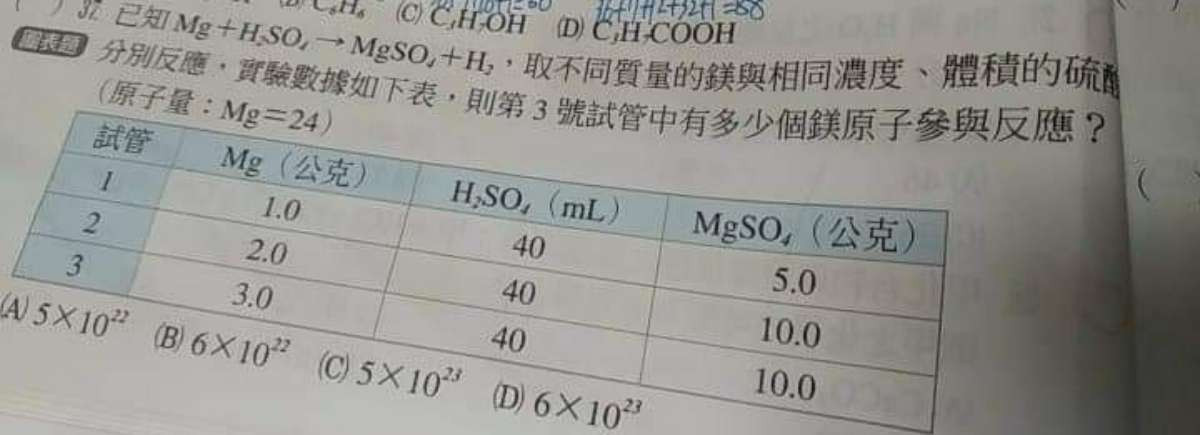 (C) C₂H₅OH (D) C₂H₅COOH
37. 已知 Mg＋H₂SO₄→MgSO₄＋H₂，取不同質量的鎂與相同濃度、體積的硫酸
圖表題 分別反應，實驗數據如下表，則第 3 號試管中有多少個鎂原子參與反應？
（原子量：Mg＝24）
試管 Mg（公克） H₂SO₄（mL） MgSO₄（公克）
1 1.0 40 5.0
2 2.0 40 10.0
3 3.0 40 10.0
(A) 5×10²² (B) 6×10²² (C) 5×10²³ (D) 6×10²³